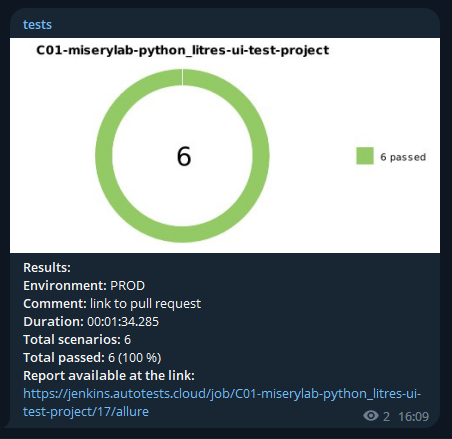 tests
C01-miserylab-python_litres-ui-test-project
6
6 passed
Results:
Environment: PROD
Comment: link to pull request
Duration: 00:01:34.285
Total scenarios: 6
Total passed: 6 (100 %)
Report available at the link:
https://jenkins.autotests.cloud/job/C01-miserylab-python_litres-ui-
test-project/17/allure
2 16:09